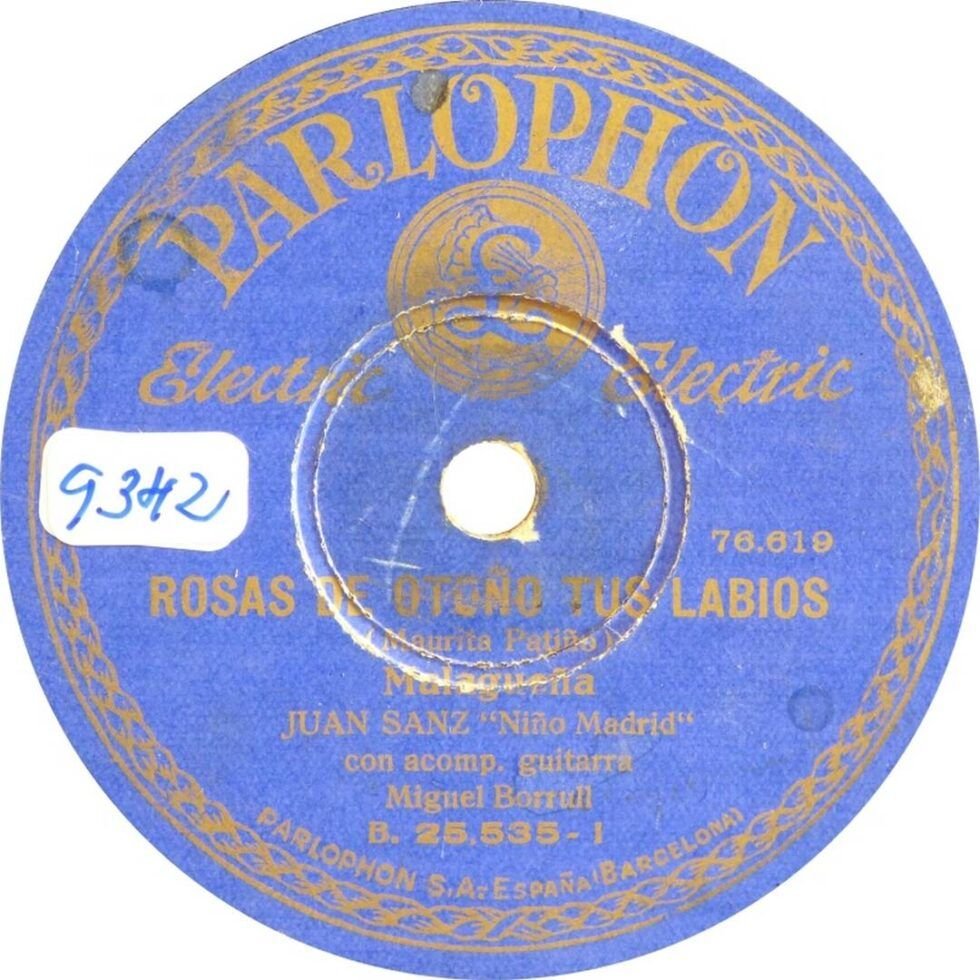 PARLOPHON
Electric Electric
9342
76.619
ROSAS DE OTOÑO TUS LABIOS
(Maurita Patiño)
Malagueña
JUAN SANZ "Niño Madrid"
con acomp. guitarra
Miguel Borrull
B. 25.535-I
PARLOPHON S.A.-ESPAÑA (BARCELONA)